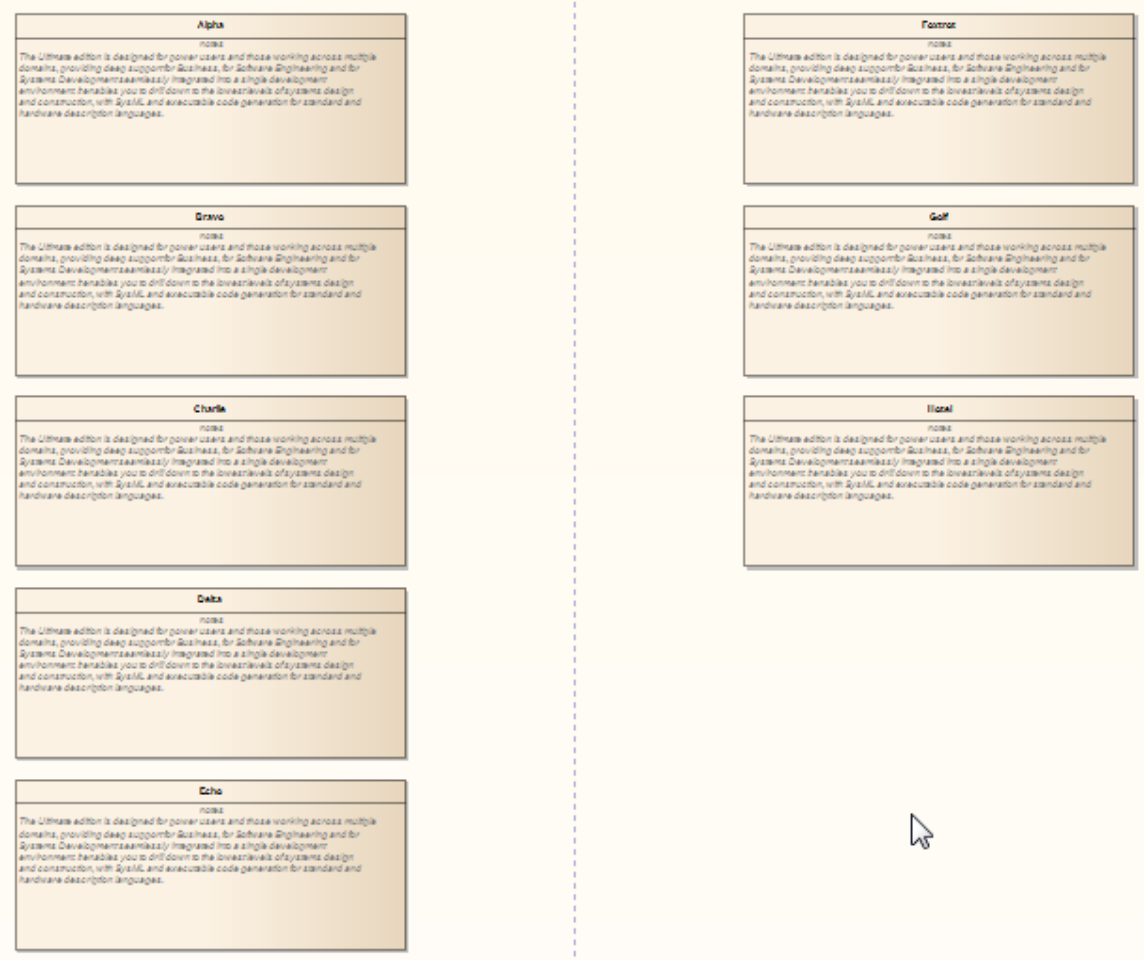 Alpha
notes
The Ultimate edition is designed for power users and those working across multiple
domains, providing deep support for Business, for Software Engineering and for
Systems Development seamlessly integrated into a single development
environment. It enables you to drill down to the lowest levels of systems design
and construction, with SysML and executable code generation for standard and
hardware description languages.
Bravo
notes
The Ultimate edition is designed for power users and those working across multiple
domains, providing deep support for Business, for Software Engineering and for
Systems Development seamlessly integrated into a single development
environment. It enables you to drill down to the lowest levels of systems design
and construction, with SysML and executable code generation for standard and
hardware description languages.
Charlie
notes
The Ultimate edition is designed for power users and those working across multiple
domains, providing deep support for Business, for Software Engineering and for
Systems Development seamlessly integrated into a single development
environment. It enables you to drill down to the lowest levels of systems design
and construction, with SysML and executable code generation for standard and
hardware description languages.
Delta
notes
The Ultimate edition is designed for power users and those working across multiple
domains, providing deep support for Business, for Software Engineering and for
Systems Development seamlessly integrated into a single development
environment. It enables you to drill down to the lowest levels of systems design
and construction, with SysML and executable code generation for standard and
hardware description languages.
Echo
notes
The Ultimate edition is designed for power users and those working across multiple
domains, providing deep support for Business, for Software Engineering and for
Systems Development seamlessly integrated into a single development
environment. It enables you to drill down to the lowest levels of systems design
and construction, with SysML and executable code generation for standard and
hardware description languages.
Foxtrot
notes
The Ultimate edition is designed for power users and those working across multiple
domains, providing deep support for Business, for Software Engineering and for
Systems Development seamlessly integrated into a single development
environment. It enables you to drill down to the lowest levels of systems design
and construction, with SysML and executable code generation for standard and
hardware description languages.
Golf
notes
The Ultimate edition is designed for power users and those working across multiple
domains, providing deep support for Business, for Software Engineering and for
Systems Development seamlessly integrated into a single development
environment. It enables you to drill down to the lowest levels of systems design
and construction, with SysML and executable code generation for standard and
hardware description languages.
Hotel
notes
The Ultimate edition is designed for power users and those working across multiple
domains, providing deep support for Business, for Software Engineering and for
Systems Development seamlessly integrated into a single development
environment. It enables you to drill down to the lowest levels of systems design
and construction, with SysML and executable code generation for standard and
hardware description languages.